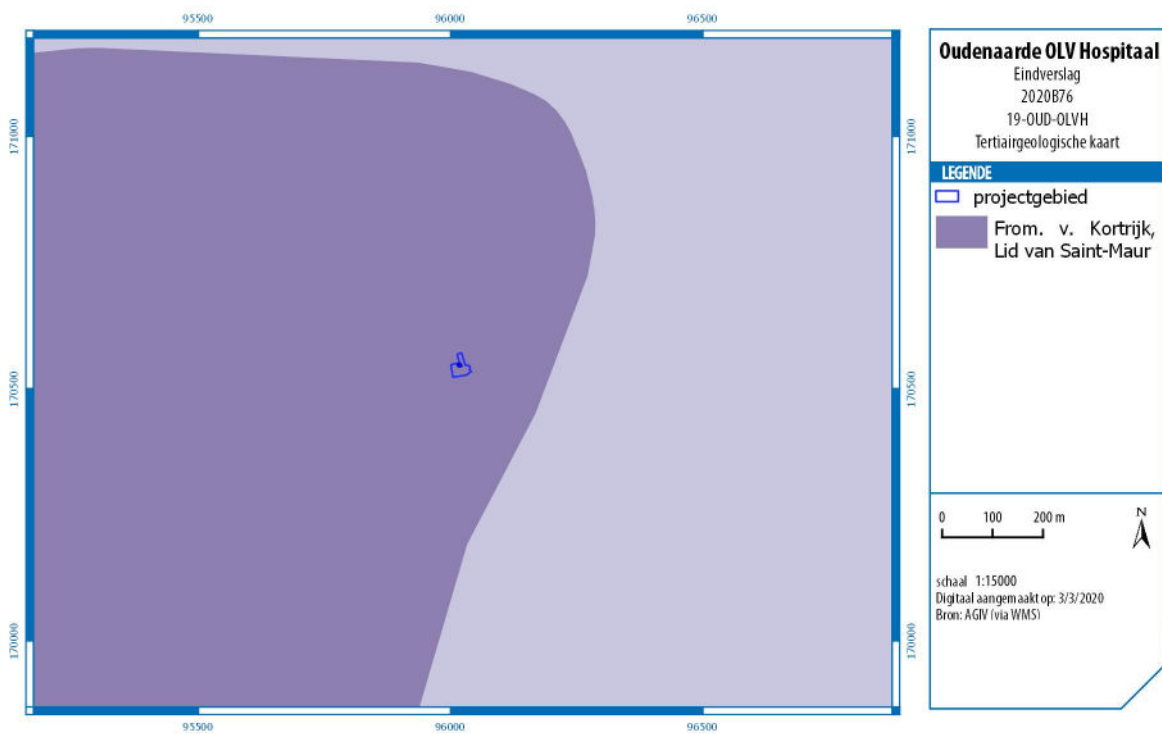 95500 96000 96500
171000 171000
170500 170500
170000 170000
95500 96000 96500
Oudenaarde OLV Hospitaal
Eindverslag
2020B76
19-OUD-OLVH
Tertiairgeologische kaart
LEGENDE
projectgebied
From. v. Kortrijk,
Lid van Saint-Maur
0 100 200 m
N
schaal 1:15000
Digitaal aangemaakt op: 3/3/2020
Bron: AGIV (via WMS)